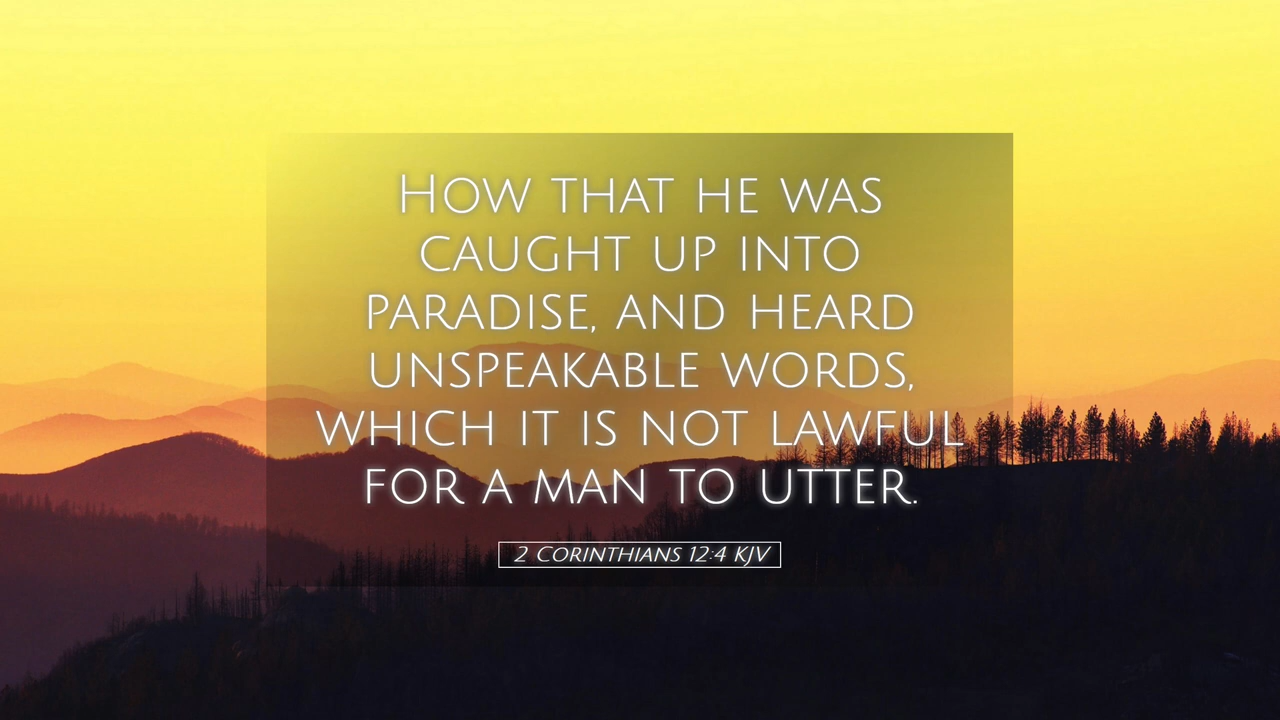 How that he was
caught up into
paradise, and heard
unspeakable words,
which it is not lawful
for a man to utter.
2 Corinthians 12:4 KJV